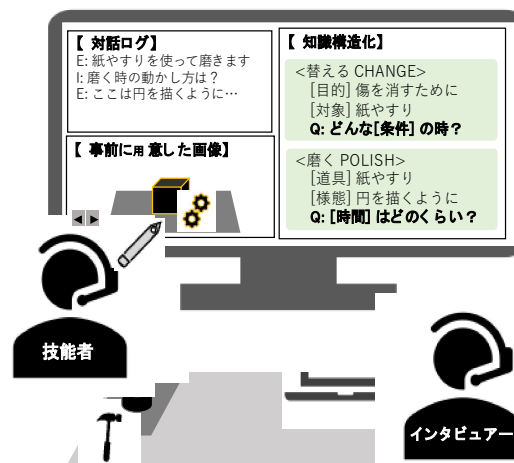 【 対話ログ】
E: 紙やすりを使って磨きます
I: 磨く時の動かし方は？
E: ここは円を描くように…
【 事前に用意した画像】
【 知識構造化】
<替える CHANGE>
[目的] 傷を消すために
[対象] 紙やすり
Q: どんな[条件] の時？
<磨く POLISH>
[道具] 紙やすり
[様態] 円を描くように
Q: [時間] はどのくらい？
技能者
インタビュアー